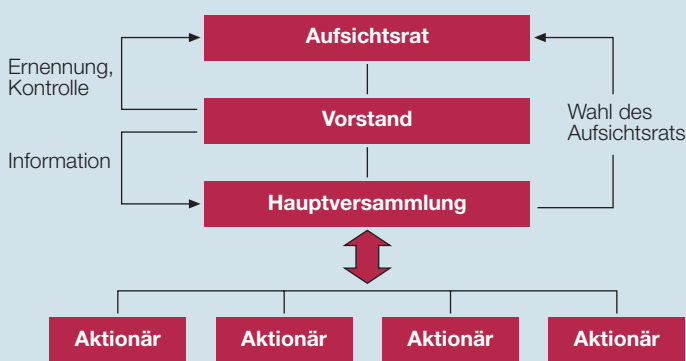 Aufsichtsrat
Ernennung,
Kontrolle
Vorstand
Wahl des
Aufsichtsrats
Information
Hauptversammlung
Aktionär
Aktionär
Aktionär
Aktionär